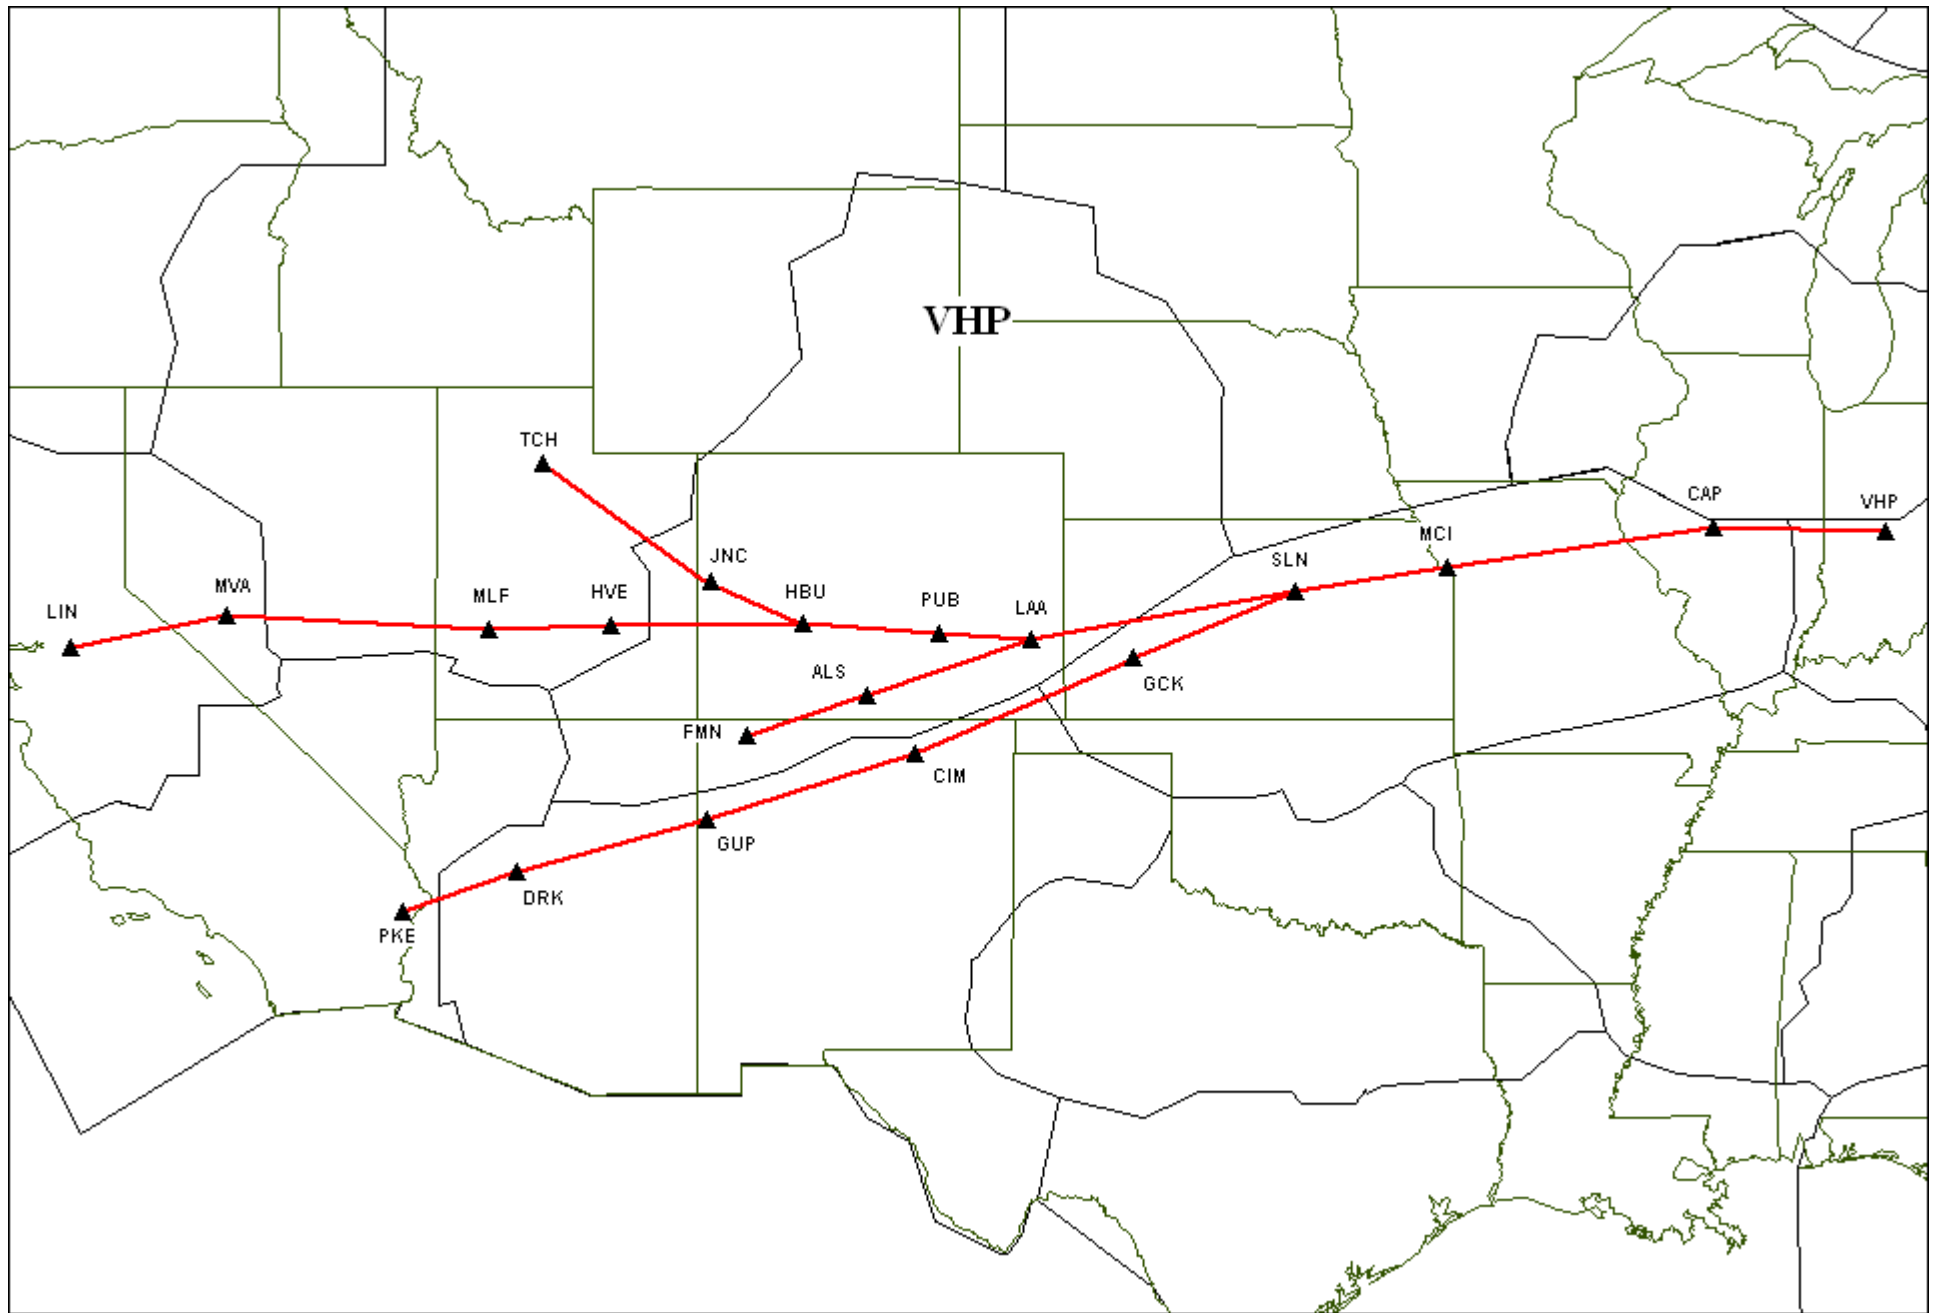 VHP
TCH
CAP
VHP
MCI
JNC
SLN
MVA
MLF
HVE
HBU
PUB
LAA
LIN
ALS
GCK
FMN
CIM
GUP
DRK
PKE